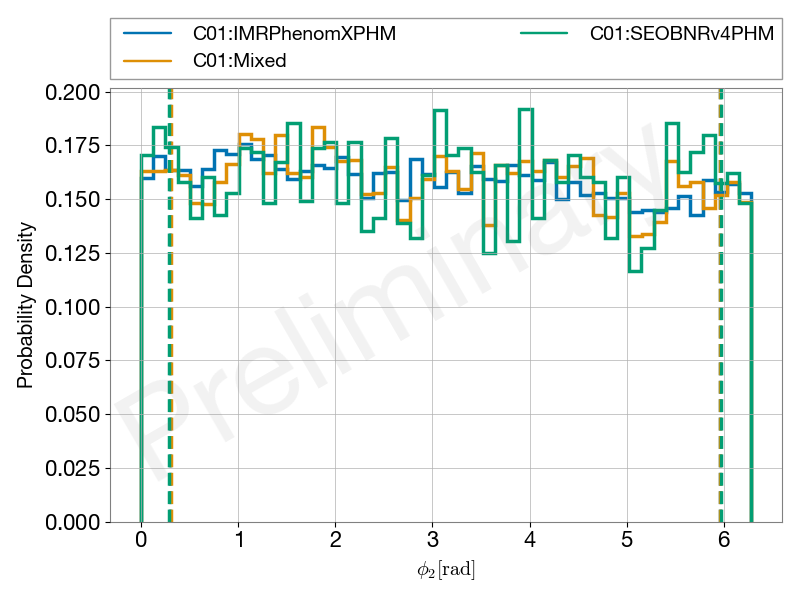 C01:IMRPhenomXPHM
C01:Mixed
C01:SEOBNRv4PHM
0.200
0.175
0.150
0.125
0.100
0.075
0.050
0.025
0.000
Probability Density
Preliminary
0 1 2 3 4 5 6
ϕ₂[rad]